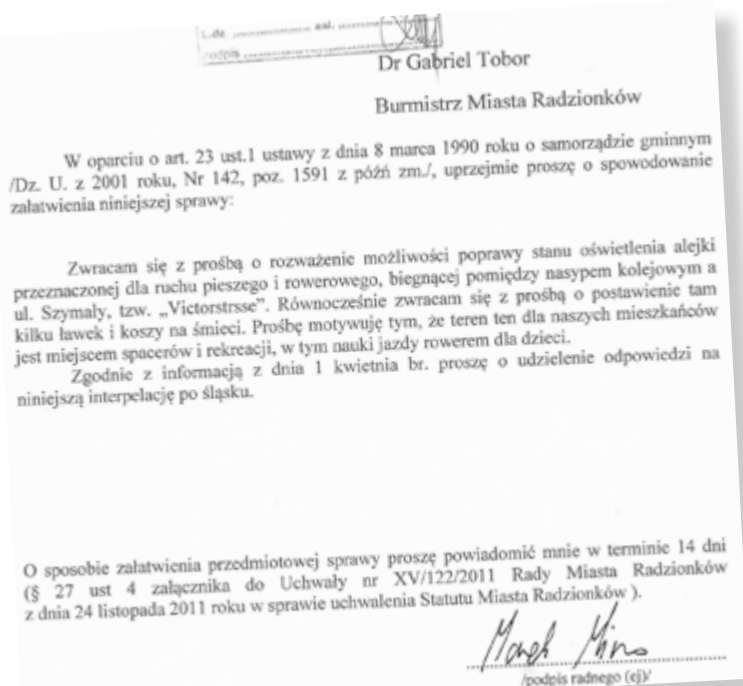 L.dz. ............ zał. ............
podpis ............
Dr Gabriel Tobor
Burmistrz Miasta Radzionków
W oparciu o art. 23 ust.1 ustawy z dnia 8 marca 1990 roku o samorządzie gminnym
/Dz. U. z 2001 roku, Nr 142, poz. 1591 z późń zm./, uprzejmie proszę o spowodowanie
załatwienia niniejszej sprawy:
Zwracam się z prośbą o rozważenie możliwości poprawy stanu oświetlenia alejki
przeznaczonej dla ruchu pieszego i rowerowego, biegnącej pomiędzy nasypem kolejowym a
ul. Szymały, tzw. „Victorstrsse”. Równocześnie zwracam się z prośbą o postawienie tam
kilku ławek i koszy na śmieci. Prośbę motywuję tym, że teren ten dla naszych mieszkańców
jest miejscem spacerów i rekreacji, w tym nauki jazdy rowerem dla dzieci.
Zgodnie z informacją z dnia 1 kwietnia br. proszę o udzielenie odpowiedzi na
niniejszą interpelację po śląsku.
O sposobie załatwienia przedmiotowej sprawy proszę powiadomić mnie w terminie 14 dni
(§ 27 ust 4 załącznika do Uchwały nr XV/122/2011 Rady Miasta Radzionków
z dnia 24 listopada 2011 roku w sprawie uchwalenia Statutu Miasta Radzionków ).
Marek Mino
/podpis radnego (ej)/